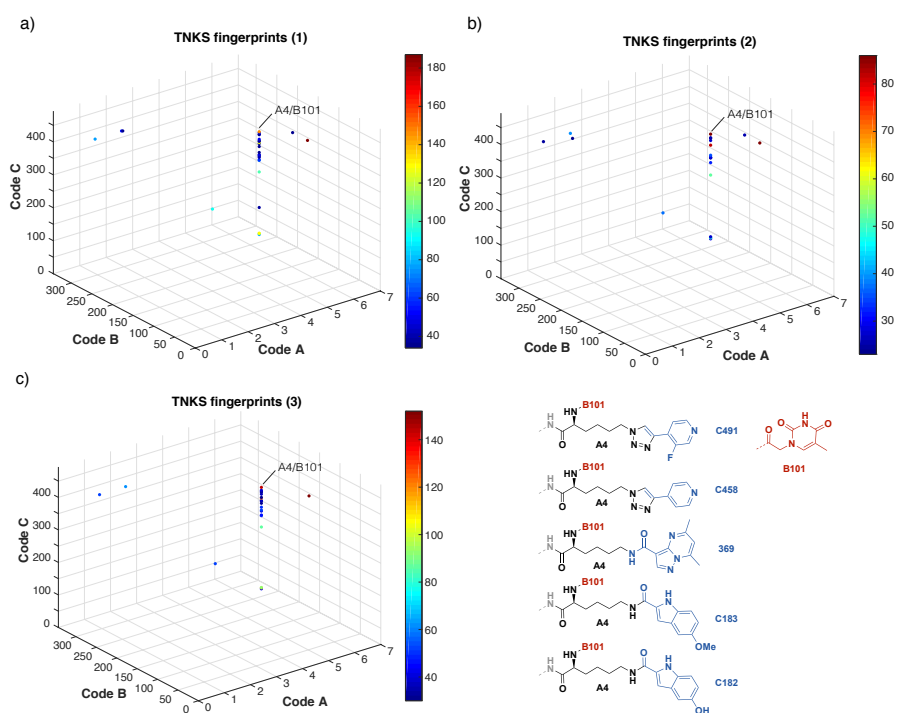 a)
TNKS fingerprints (1)
A4/B101
Code C
400
300
200
100
0
300
250
200
150
100
50
0
Code B
0
1
2
3
4
5
6
7
Code A
180
160
140
120
100
80
60
40
b)
TNKS fingerprints (2)
A4/B101
Code C
400
300
200
100
0
300
250
200
150
100
50
0
Code B
0
1
2
3
4
5
6
7
Code A
80
70
60
50
40
30
c)
TNKS fingerprints (3)
A4/B101
Code C
400
300
200
100
0
300
250
200
150
100
50
0
Code B
0
1
2
3
4
5
6
7
Code A
140
120
100
80
60
40
B101
HN
H
N
O
A4
N
N=N
N
F
C491
O
O
HN
O
N
B101
B101
HN
H
N
O
A4
N
N=N
N
C458
B101
HN
H
N
O
A4
O
NH
N
N
N
369
B101
HN
H
N
O
A4
O
N
H
H
N
OMe
C183
B101
HN
H
N
O
A4
O
N
H
H
N
OH
C182